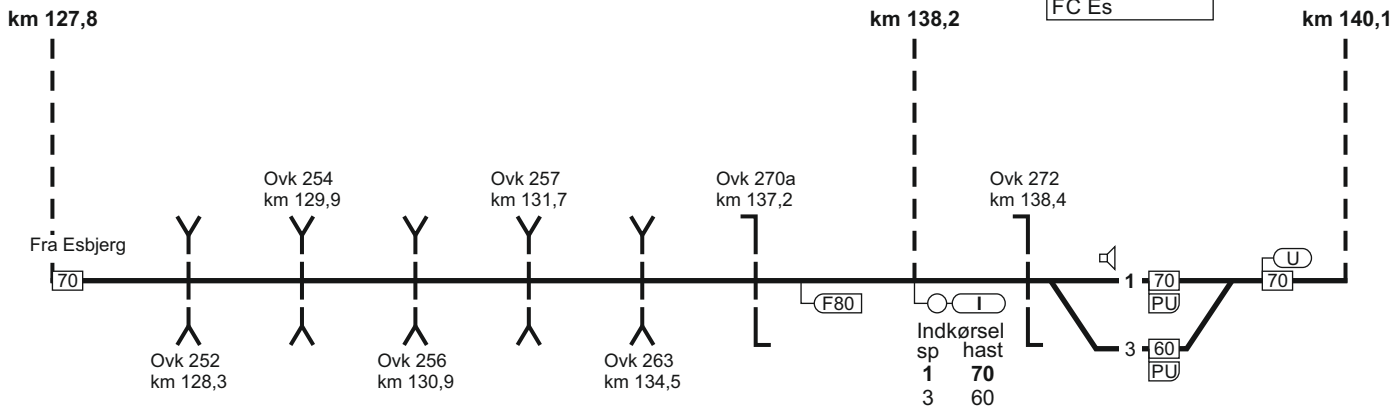 FC Es
km 127,8
km 138,2
km 140,1
Ovk 254
km 129,9
Ovk 257
km 131,7
Ovk 270a
km 137,2
Ovk 272
km 138,4
Fra Esbjerg
70
F80
I
1
70
PU
70
U
3
60
PU
Ovk 252
km 128,3
Ovk 256
km 130,9
Ovk 263
km 134,5
Indkørsel
sp hast
1 70
3 60